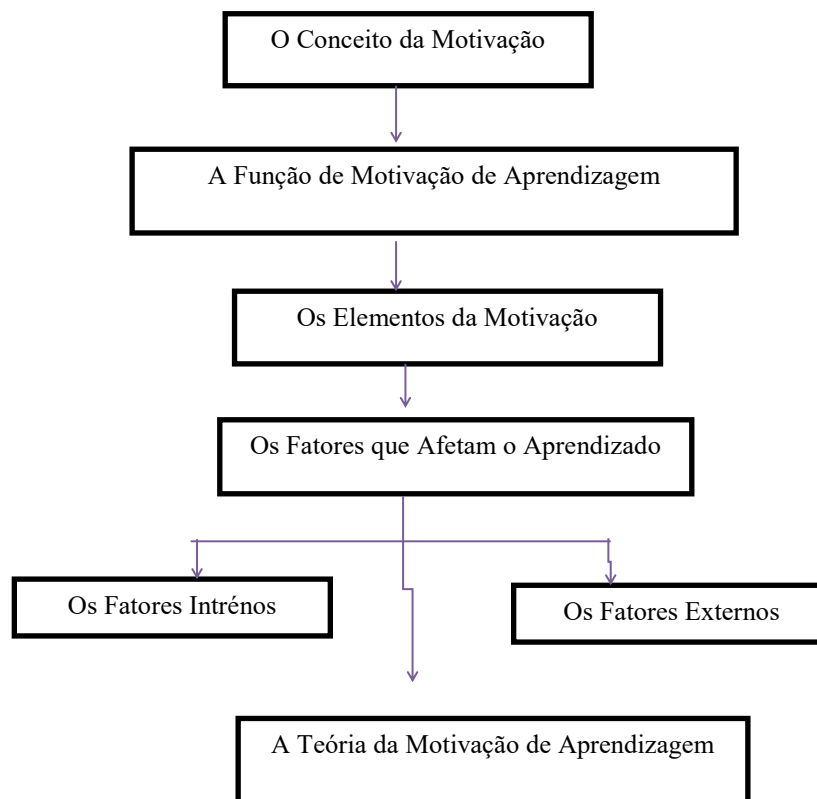 O Conceito da Motivação
A Função de Motivação de Aprendizagem
Os Elementos da Motivação
Os Fatores que Afetam o Aprendizado
Os Fatores Intrénos
Os Fatores Externos
A Teória da Motivação de Aprendizagem